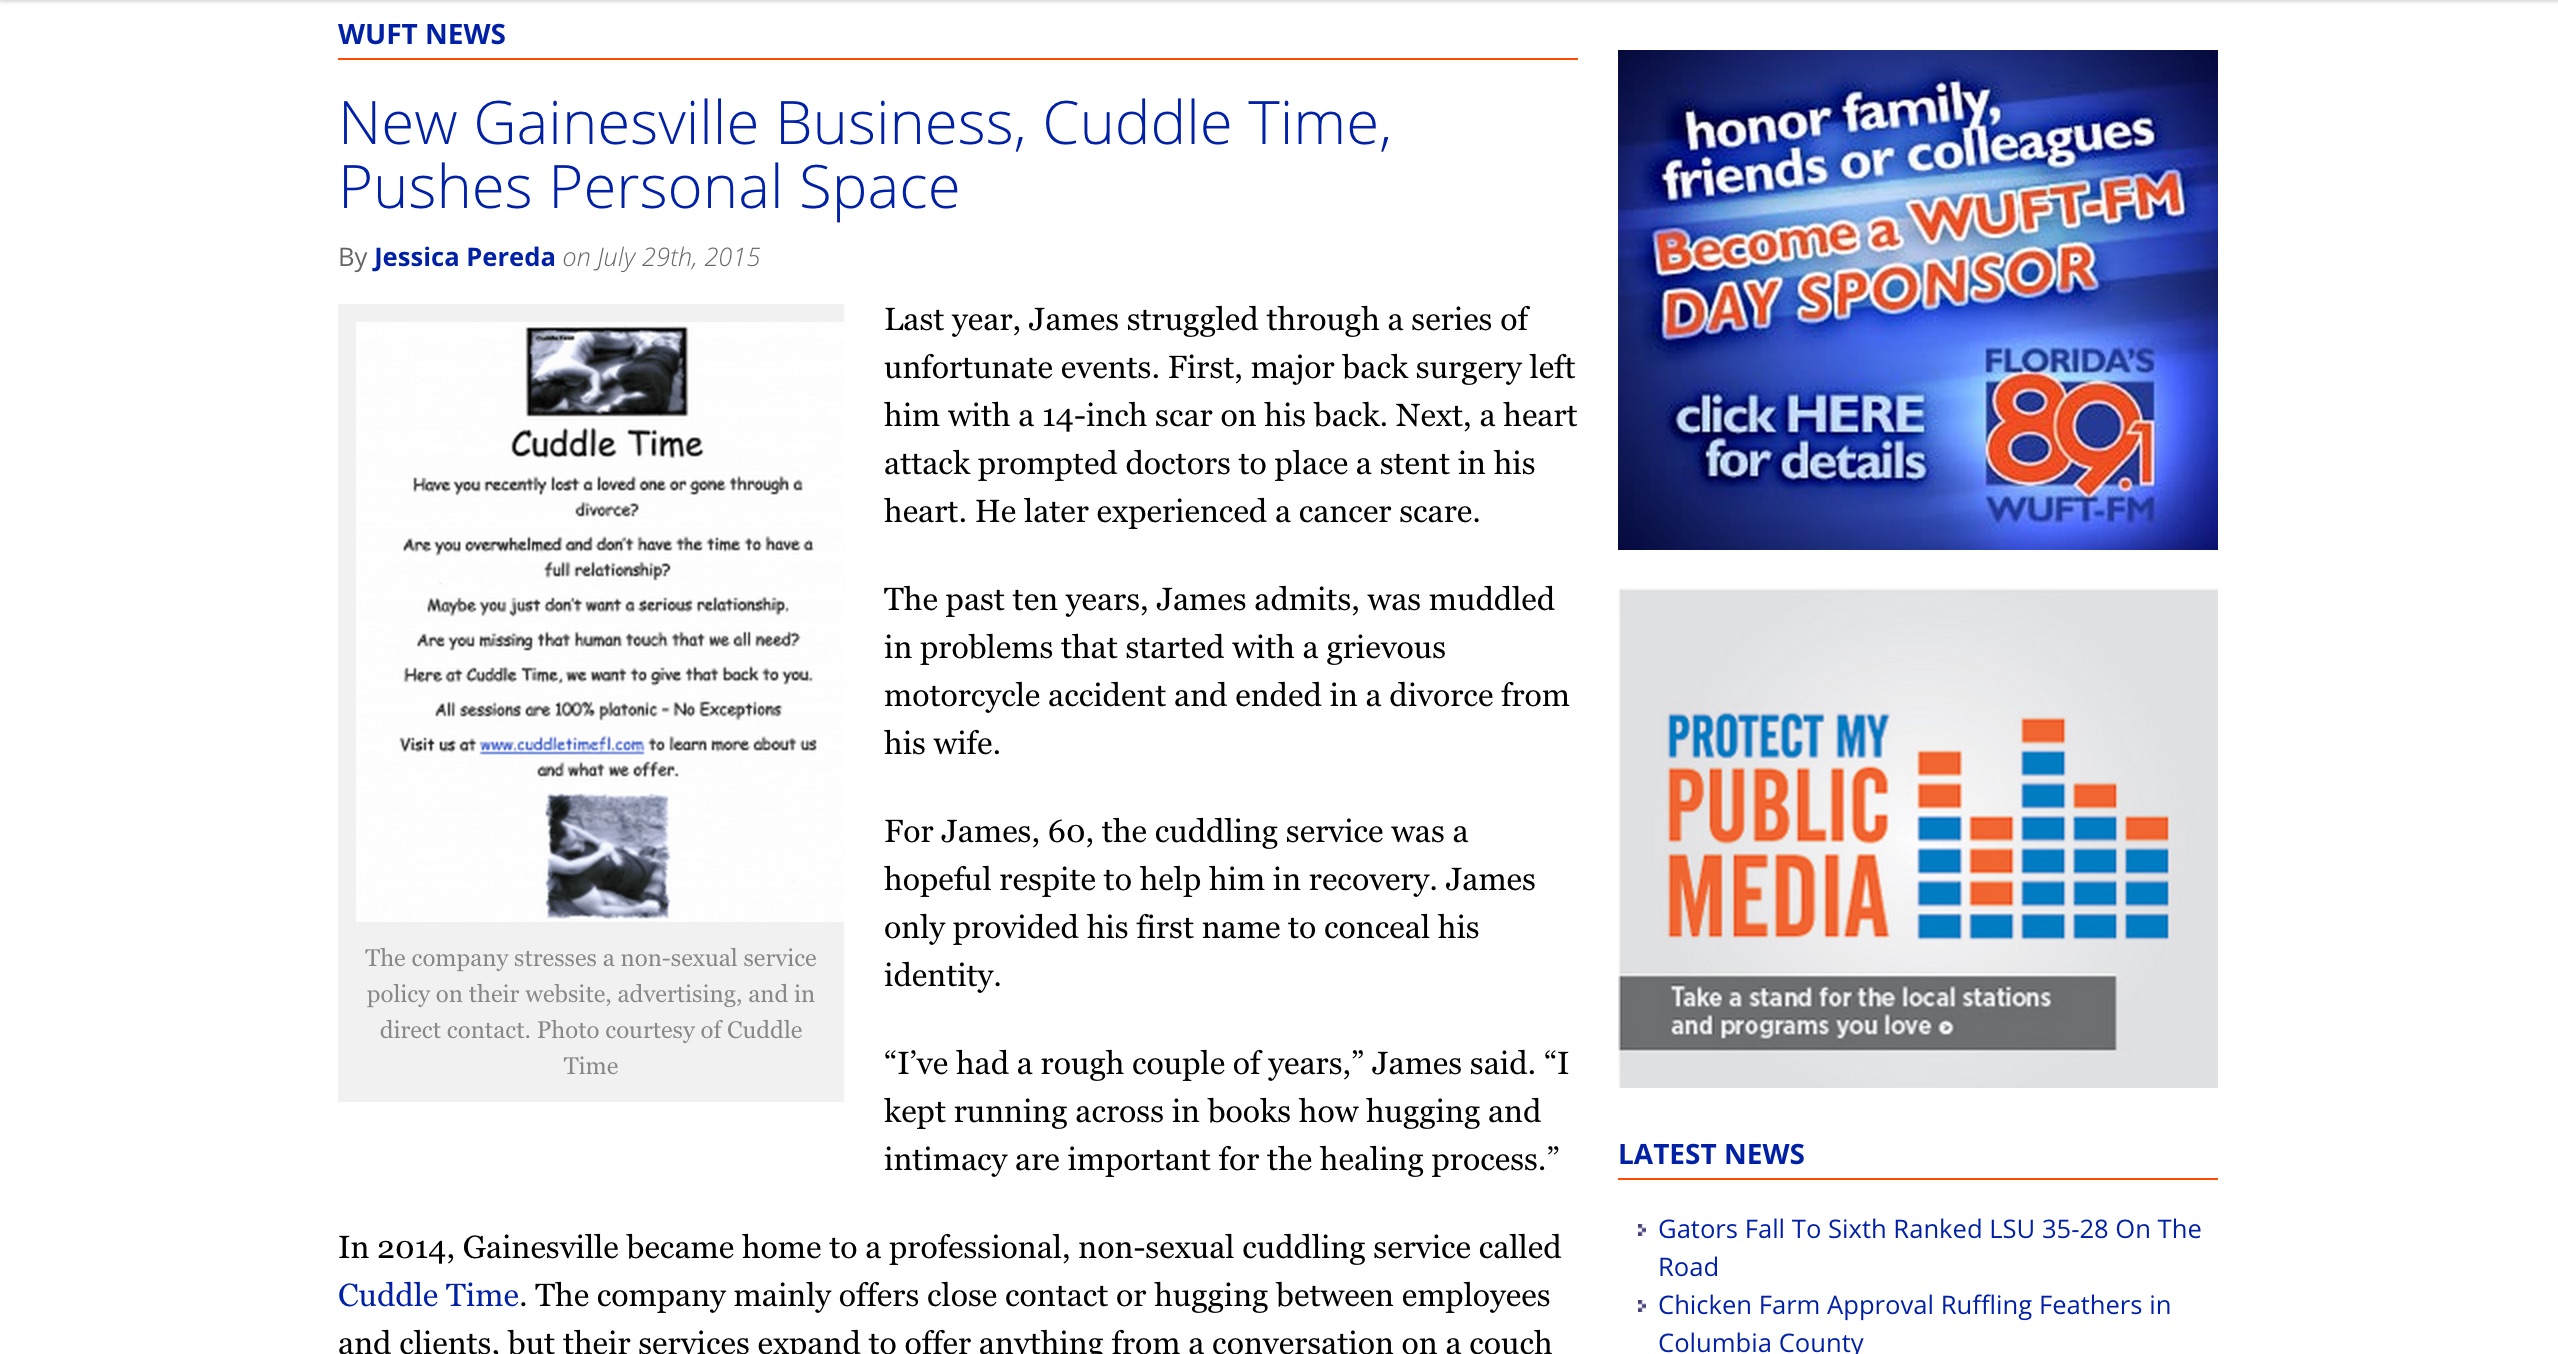 WUFT NEWS
New Gainesville Business, Cuddle Time,
Pushes Personal Space
By Jessica Pereda on July 29th, 2015
Cuddle Time
Have you recently lost a loved one or gone through a
divorce?
Are you overwhelmed and don't have the time to have a
full relationship?
Maybe you just don't want a serious relationship.
Are you missing that human touch that we all need?
Here at Cuddle Time, we want to give that back to you.
All sessions are 100% platonic – No Exceptions
Visit us at www.cuddletimefl.com to learn more about us
and what we offer.
The company stresses a non-sexual service
policy on their website, advertising, and in
direct contact. Photo courtesy of Cuddle
Time
Last year, James struggled through a series of
unfortunate events. First, major back surgery left
him with a 14-inch scar on his back. Next, a heart
attack prompted doctors to place a stent in his
heart. He later experienced a cancer scare.
The past ten years, James admits, was muddled
in problems that started with a grievous
motorcycle accident and ended in a divorce from
his wife.
For James, 60, the cuddling service was a
hopeful respite to help him in recovery. James
only provided his first name to conceal his
identity.
“I’ve had a rough couple of years,” James said. “I
kept running across in books how hugging and
intimacy are important for the healing process.”
In 2014, Gainesville became home to a professional, non-sexual cuddling service called
Cuddle Time. The company mainly offers close contact or hugging between employees
and clients, but their services expand to offer anything from a conversation on a couch
honor family,
friends or colleagues
Become a WUFT-FM
DAY SPONSOR
click HERE
for details
FLORIDA'S
89.1
WUFT-FM
PROTECT MY
PUBLIC
MEDIA
Take a stand for the local stations
and programs you love
LATEST NEWS
Gators Fall To Sixth Ranked LSU 35-28 On The
Road
Chicken Farm Approval Ruffling Feathers in
Columbia County